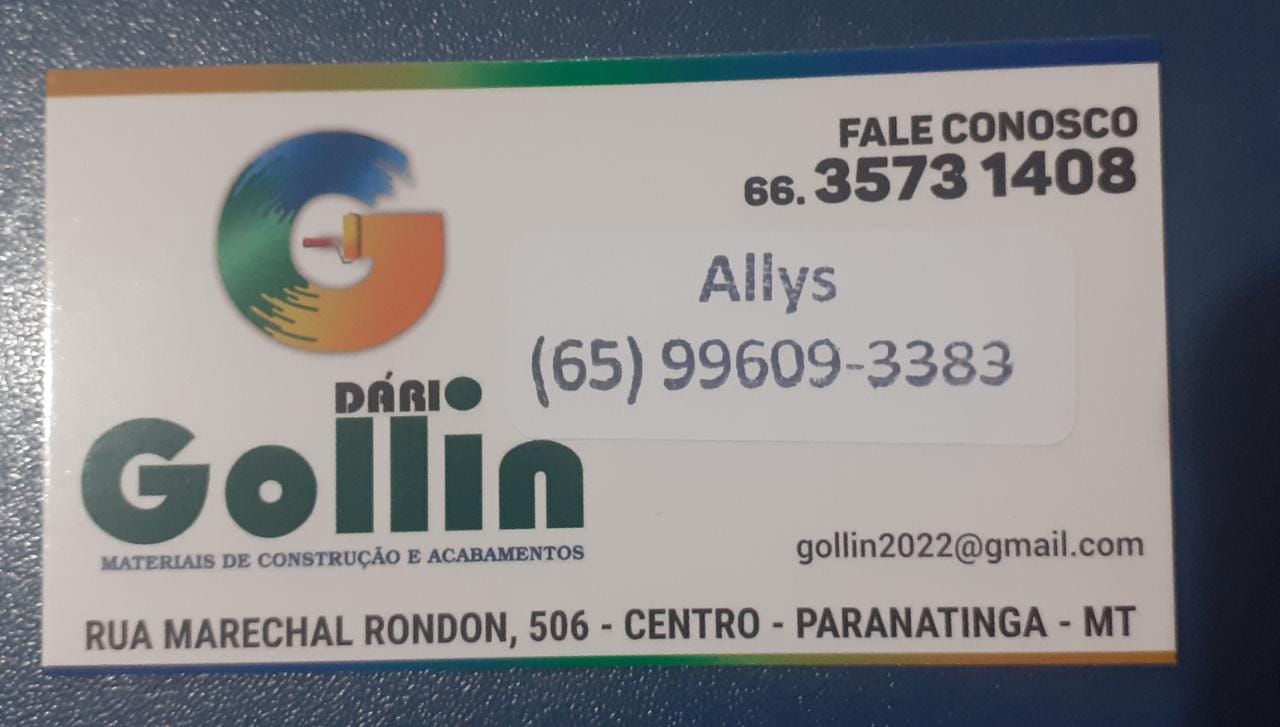 FALE CONOSCO
66. 3573 1408
Allys
(65) 99609-3383
DÁRIO
Gollin
MATERIAIS DE CONSTRUÇÃO E ACABAMENTOS
gollin2022@gmail.com
RUA MARECHAL RONDON, 506 - CENTRO - PARANATINGA - MT